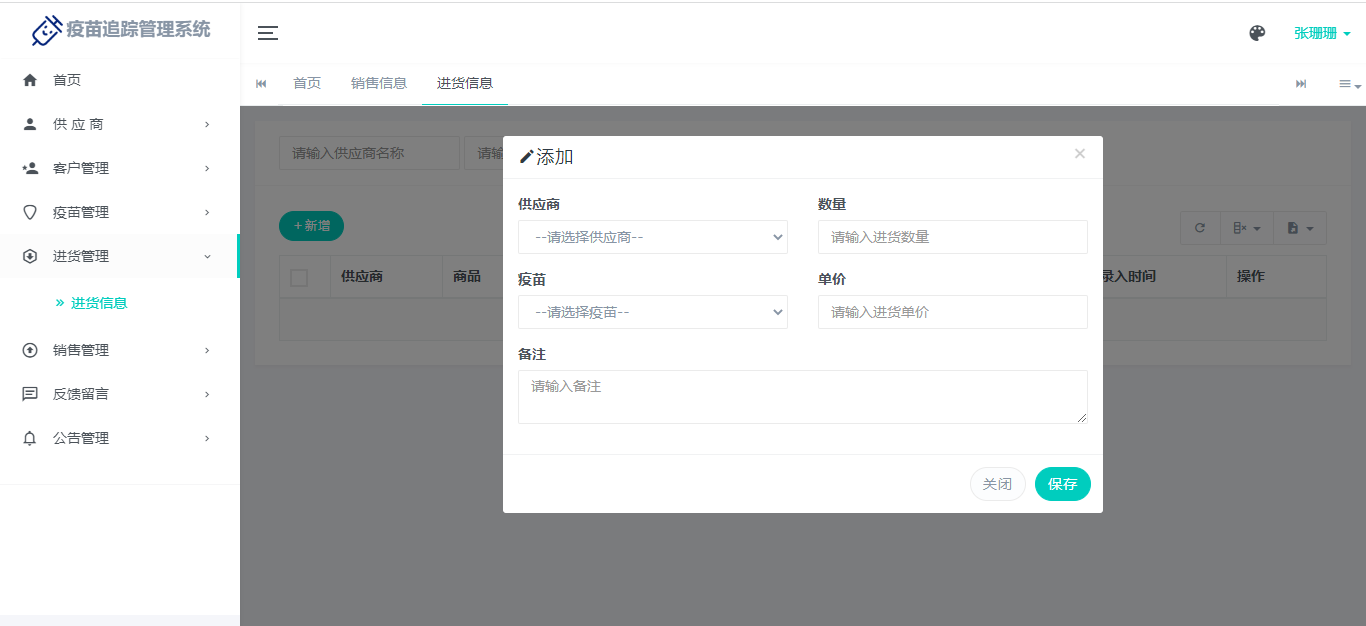 疫苗追踪管理系统
张珊珊
首页
供 应 商
客户管理
疫苗管理
进货管理
进货信息
销售管理
反馈留言
公告管理
首页 销售信息 进货信息
请输入供应商名称 请输
+ 新增
供应商 商品 录入时间 操作
添加 ×
供应商 数量
--请选择供应商-- 请输入进货数量
疫苗 单价
--请选择疫苗-- 请输入进货单价
备注
请输入备注
关闭 保存